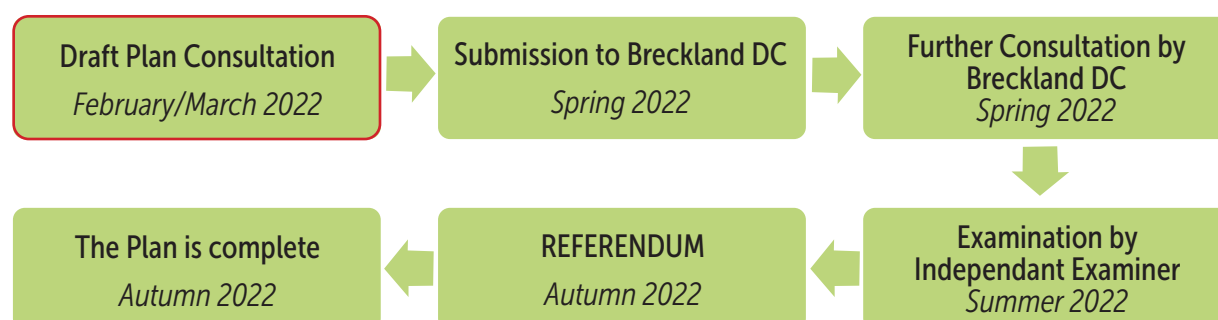 Draft Plan Consultation
February/March 2022
Submission to Breckland DC
Spring 2022
Further Consultation by
Breckland DC
Spring 2022
Examination by
Independant Examiner
Summer 2022
REFERENDUM
Autumn 2022
The Plan is complete
Autumn 2022